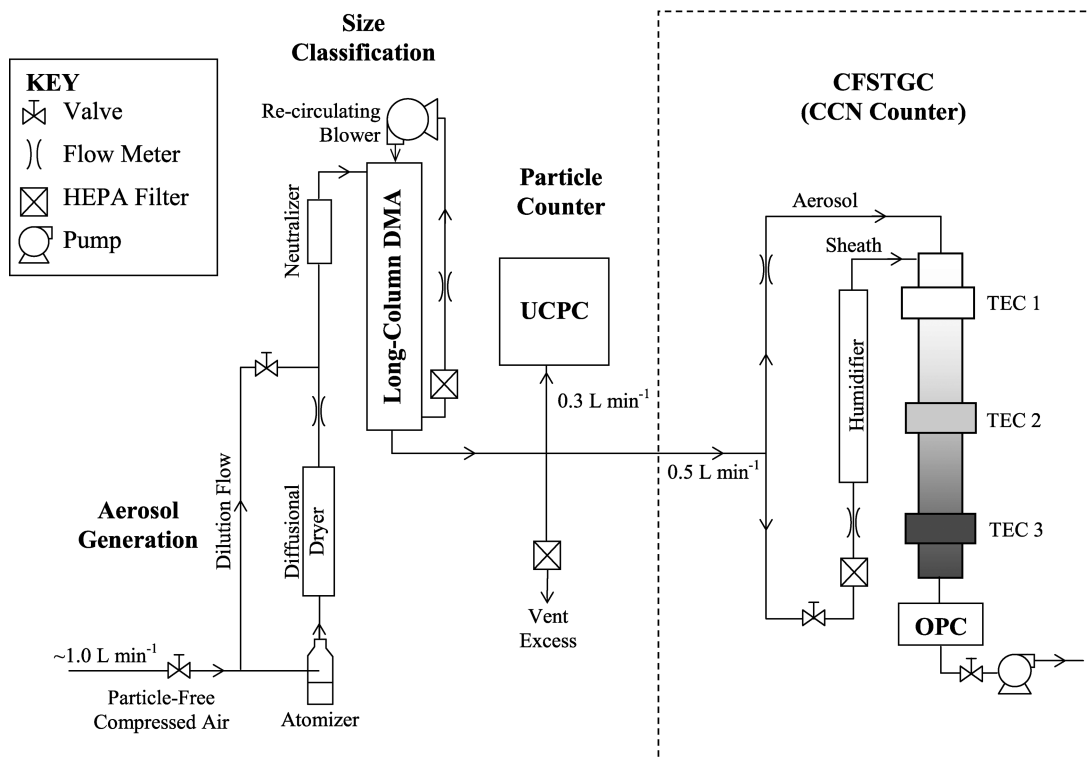 KEY
Valve
Flow Meter
HEPA Filter
Pump
Size
Classification
Re-circulating
Blower
Neutralizer
Long-Column DMA
Particle
Counter
UCPC
0.3 L min⁻¹
0.5 L min⁻¹
Vent
Excess
Aerosol
Generation
Dilution Flow
Diffusional
Dryer
~1.0 L min⁻¹
Particle-Free
Compressed Air
Atomizer
CFSTGC
(CCN Counter)
Aerosol
Sheath
Humidifier
TEC 1
TEC 2
TEC 3
OPC